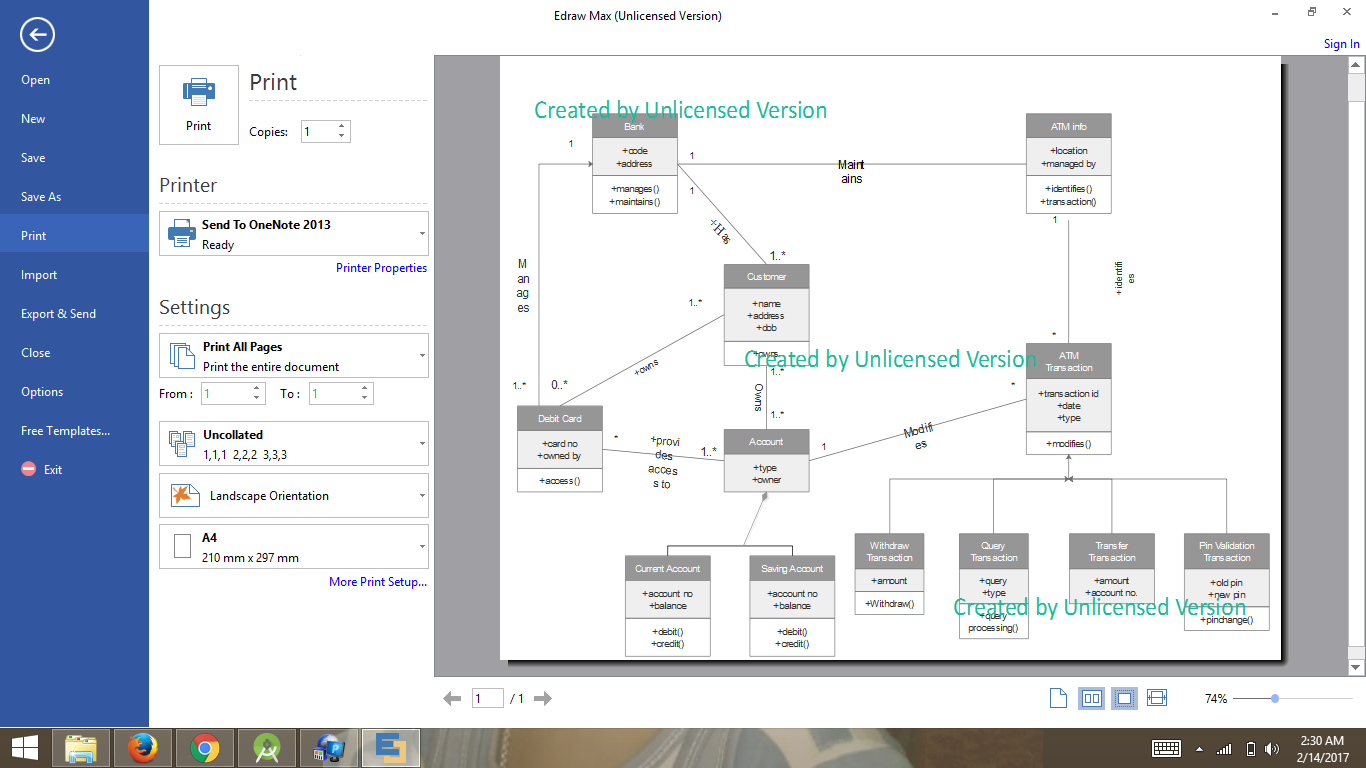 Edraw Max (Unlicensed Version)
Sign In
Open
New
Save
Save As
Print
Import
Export & Send
Close
Options
Free Templates...
Exit
Print
Print
Copies:
1
Printer
Send To OneNote 2013
Ready
Printer Properties
Settings
Print All Pages
Print the entire document
From :
1
To :
1
Uncollated
1,1,1 2,2,2 3,3,3
Landscape Orientation
A4
210 mm x 297 mm
More Print Setup...
Created by Unlicensed Version
Bank
+code
+address
+manages()
+maintains()
1
1
1
Maint
ains
ATM info
+location
+managed by
+identifies()
+transaction()
1
+Has
1..*
M
an
ag
es
+identifi
es
Customer
+name
+address
+dob
+owns
1..*
*
Created by Unlicensed Version
+owns
1..*
0..*
1..*
Owns
1..*
ATM
Transaction
+transaction id
+date
+type
+modifies()
*
Debit Card
+card no
+owned by
+access()
*
+provi
des
acces
s to
1..*
Account
+type
+owner
1
Modifi
es
Current Account
+account no
+balance
+debit()
+credit()
Saving Account
+account no
+balance
+debit()
+credit()
Withdraw
Transaction
+amount
+Withdraw()
Query
Transaction
+query
+type
+query
processing()
Transfer
Transaction
+amount
+account no.
Pin Validation
Transaction
+old pin
+new pin
+pinchange()
Created by Unlicensed Version
1
/ 1
74%
2:30 AM
2/14/2017